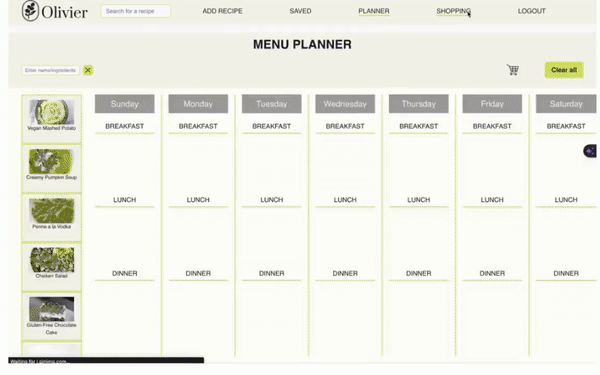 Olivier
Search for a recipe
ADD RECIPE
SAVED
PLANNER
SHOPPING
LOGOUT
MENU PLANNER
Enter name/ingredients
Clear all
Sunday Monday Tuesday Wednesday Thursday Friday Saturday
BREAKFAST BREAKFAST BREAKFAST BREAKFAST BREAKFAST BREAKFAST BREAKFAST
LUNCH LUNCH LUNCH LUNCH LUNCH LUNCH LUNCH
DINNER DINNER DINNER DINNER DINNER DINNER DINNER
Vegan Mashed Potato
Creamy Pumpkin Soup
Penne a la Vodka
Chicken Salad
Gluten-Free Chocolate
Cake
Waiting for i.pinimg.com...